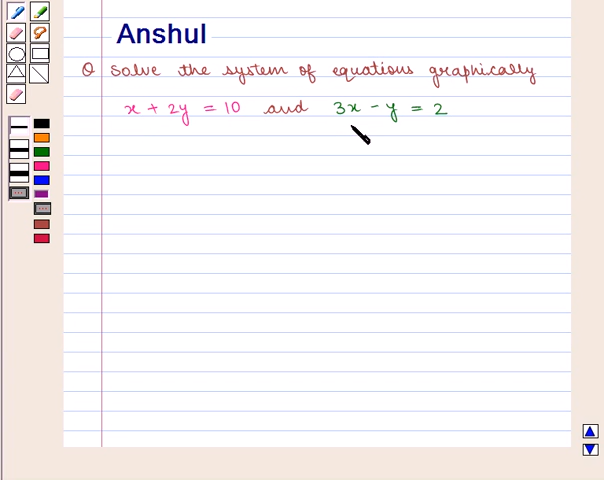 Anshul
Q Solve the system of equations graphically
x + 2y = 10 and 3x - y = 2